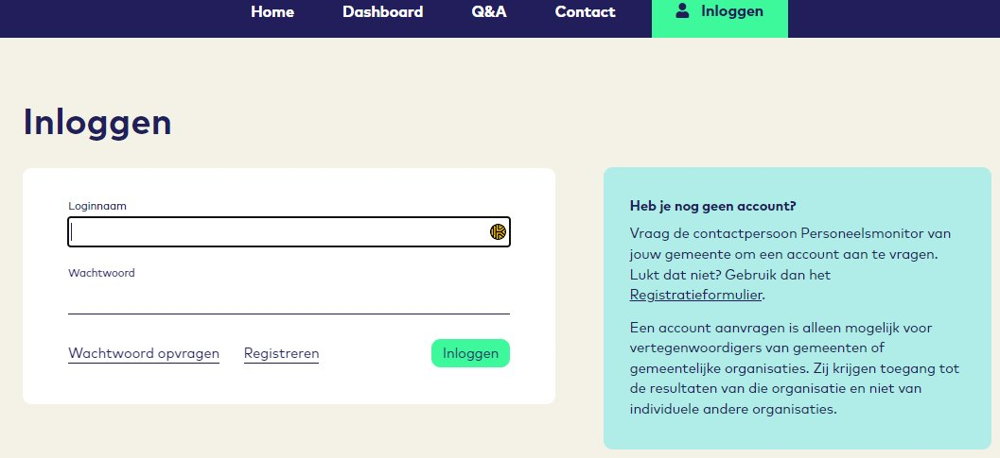 Home Dashboard Q&A Contact Inloggen
Inloggen
Loginnaam
Wachtwoord
Wachtwoord opvragen Registreren Inloggen
Heb je nog geen account?
Vraag de contactpersoon Personeelsmonitor van
jouw gemeente om een account aan te vragen.
Lukt dat niet? Gebruik dan het
Registratieformulier.
Een account aanvragen is alleen mogelijk voor
vertegenwoordigers van gemeenten of
gemeentelijke organisaties. Zij krijgen toegang tot
de resultaten van die organisatie en niet van
individuele andere organisaties.